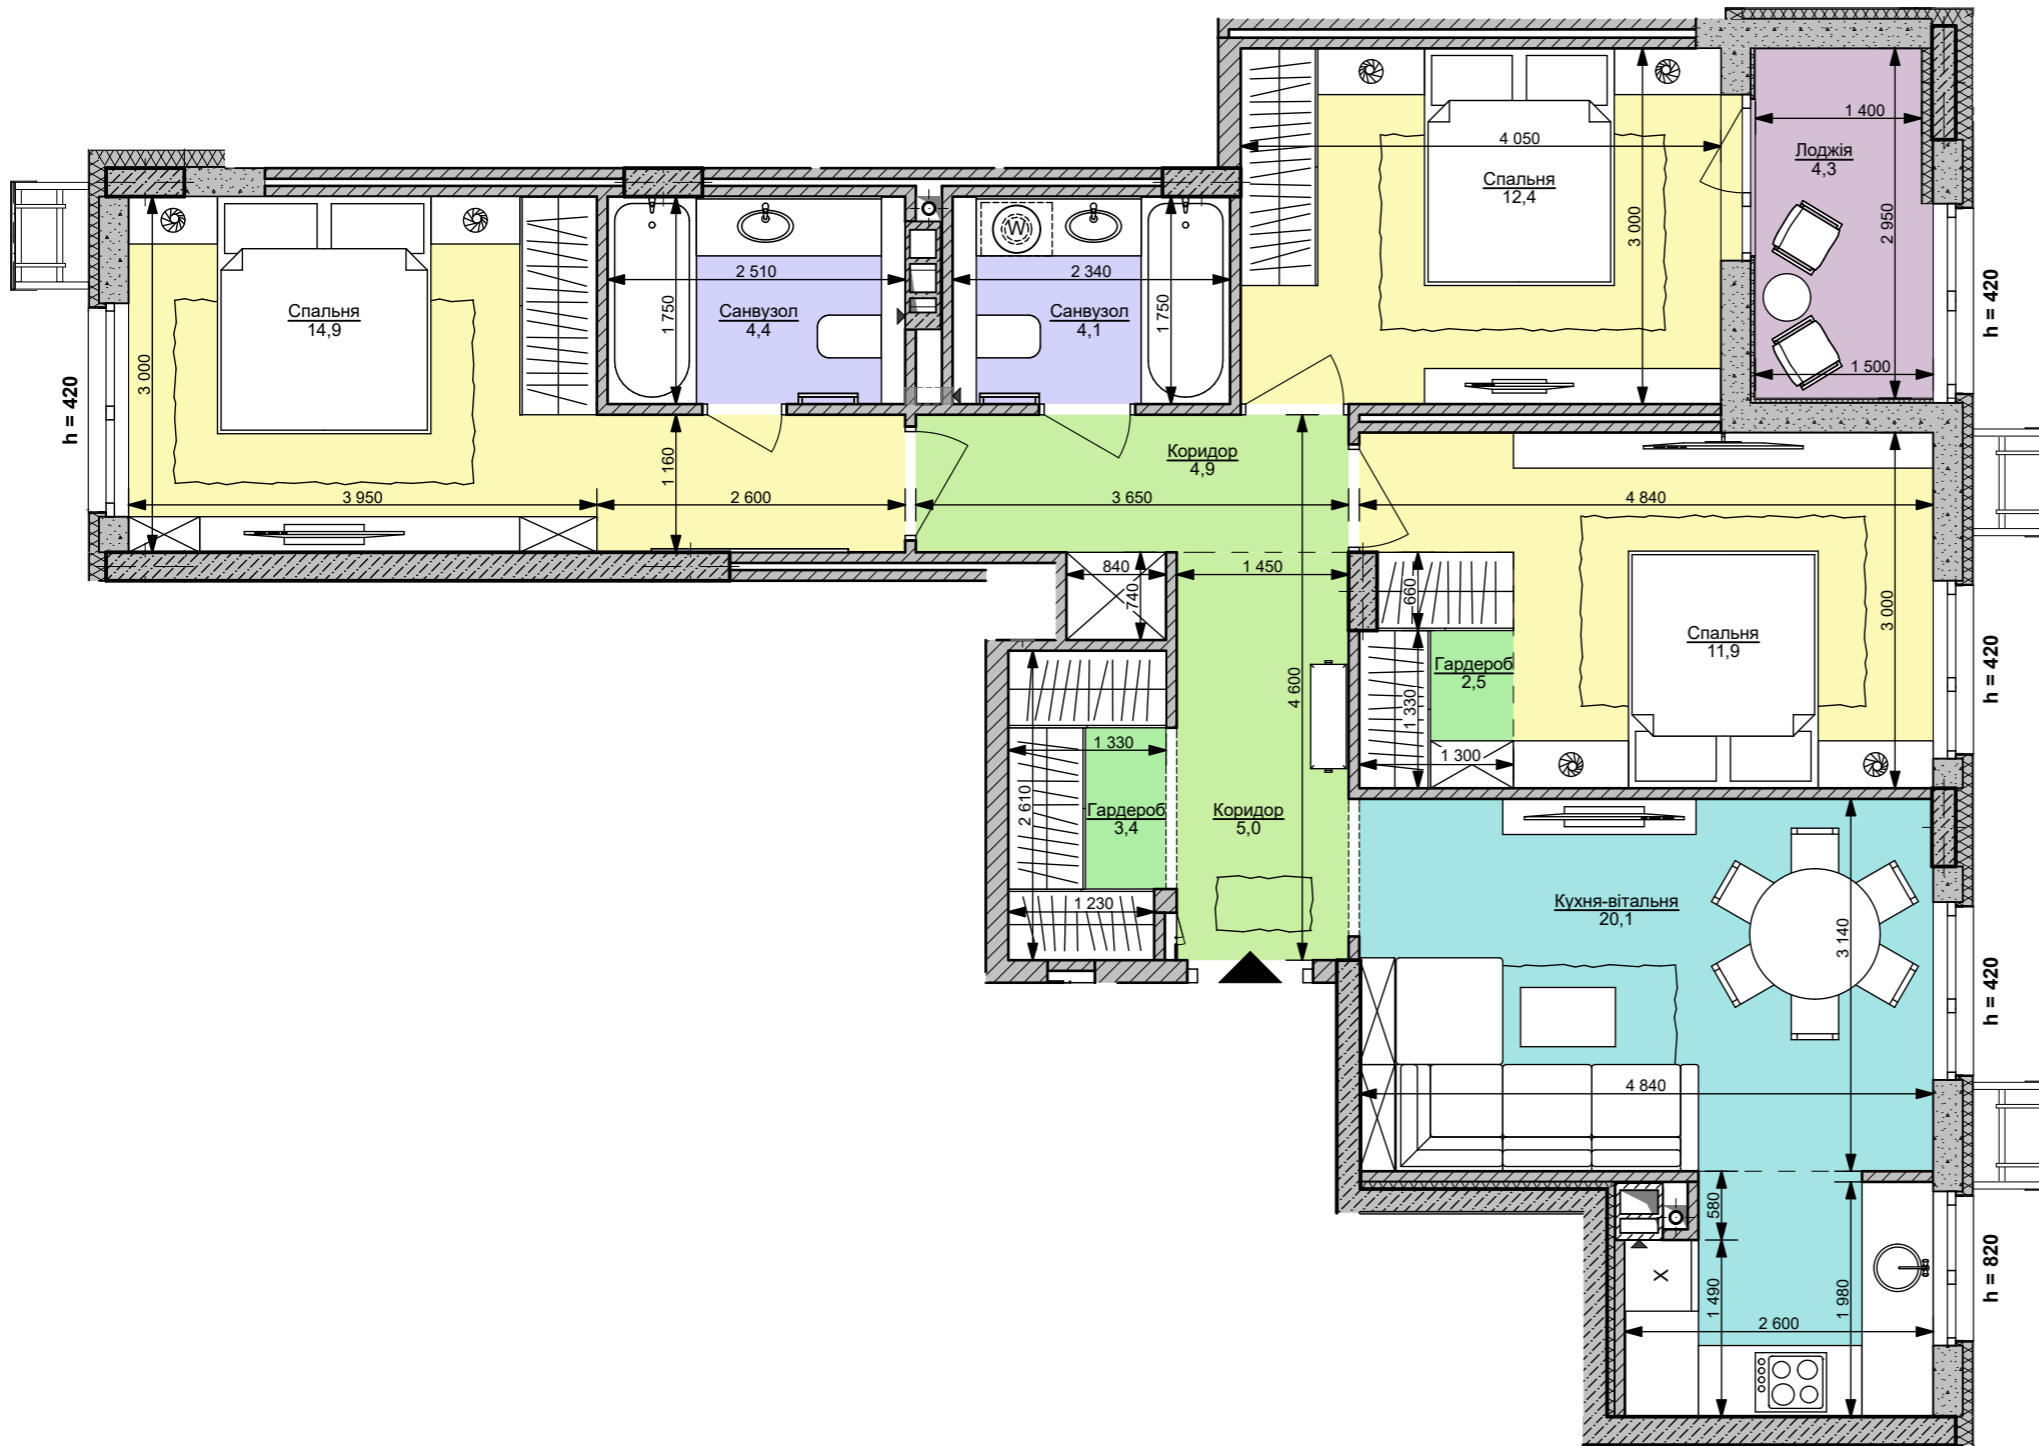 1 400
4 050
Лоджія
4,3
Спальня
12,4
3 000
2 950
W
2 510
2 340
h = 420
Спальня
14,9
1 750
Санвузол
4,4
Санвузол
4,1
1 750
3 000
1 500
h = 420
Коридор
4,9
1 160
3 950
2 600
3 650
4 840
840
740
1 450
660
3 000
Спальня
11,9
h = 420
Гардероб
2,5
4 600
1 330
1 330
1 300
2 610
Гардероб
3,4
Коридор
5,0
1 230
Кухня-вітальня
20,1
3 140
h = 420
4 840
580
X
1 490
1 980
h = 820
2 600